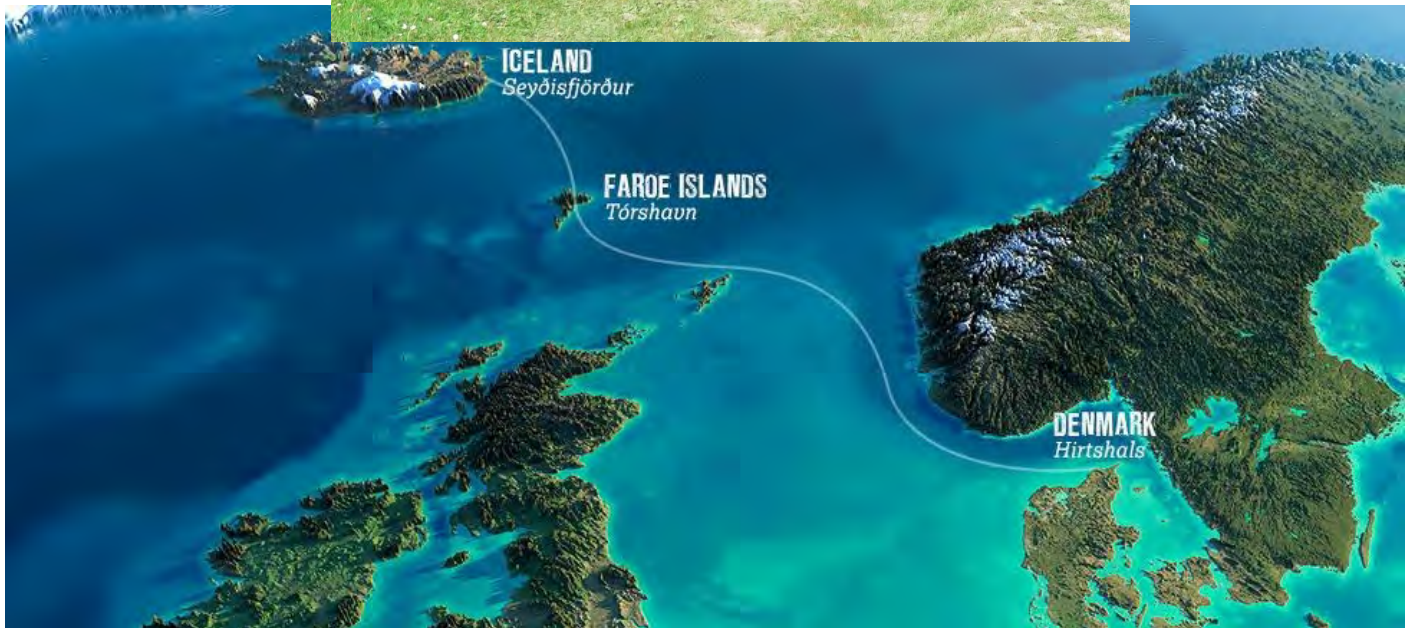 ICELAND
Seyðisfjörður
FAROE ISLANDS
Tórshavn
DENMARK
Hirtshals